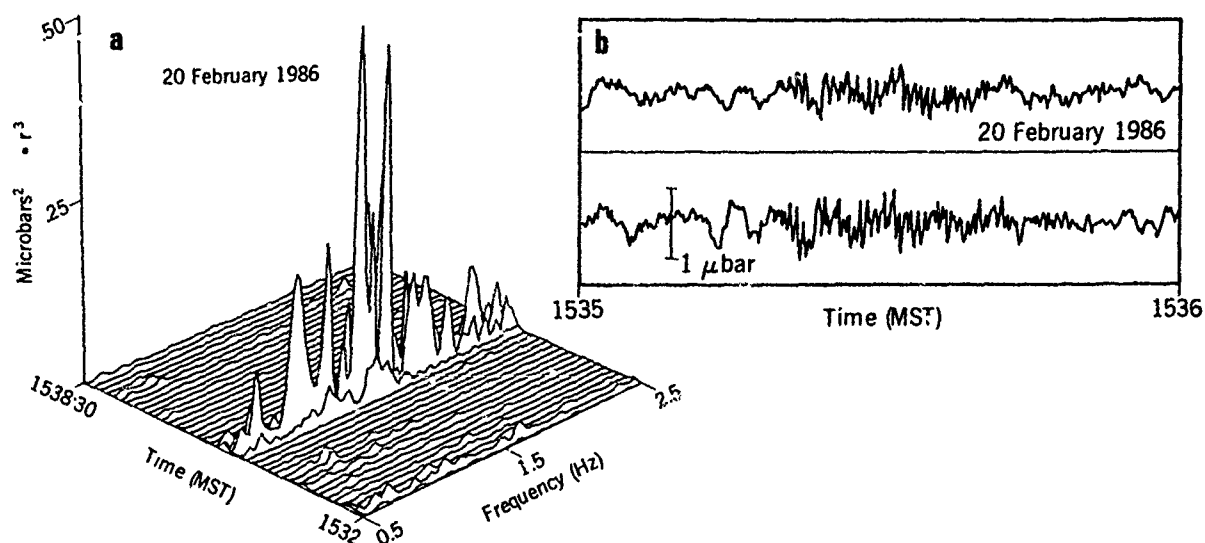 50
a
20 February 1986
25
Microbars² • r³
1538:30
Time (MST)
1532
0.5
1.5
Frequency (Hz)
2.5
b
20 February 1986
1 μbar
1535
1536
Time (MST)